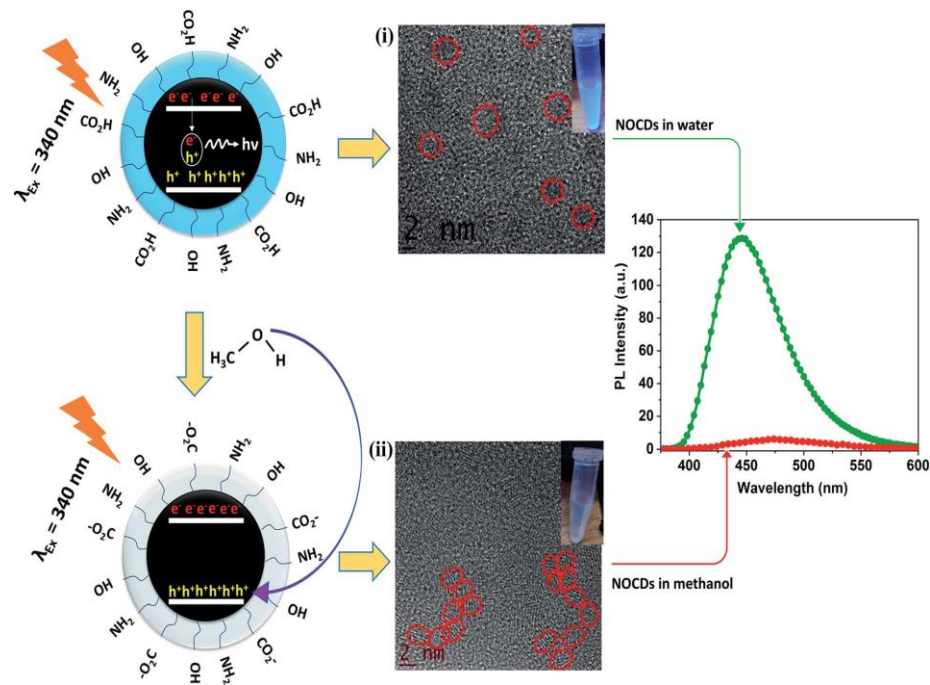 (i)
λEx = 340 nm
CO₂H
NH₂
OH
OH
NH₂
CO₂H
CO₂H
NH₂
OH
OH
NH₂
CO₂H
CO₂H
OH
NH₂
e⁻e⁻ e⁻e⁻ e⁻
e⁻
h⁺
hν
h⁺ h⁺h⁺h⁺h⁺
2 nm
NOCDs in water
H₃C
O
H
PL Intensity (a.u.)
140
120
100
80
60
40
20
0
400
450
500
550
600
Wavelength (nm)
(ii)
λEx = 340 nm
-O₂C
NH₂
OH
OH
NH₂
CO₂⁻
-O₂C
NH₂
OH
OH
NH₂
CO₂⁻
-O₂C
OH
NH₂
e⁻e⁻e⁻e⁻e⁻e⁻
h⁺h⁺h⁺h⁺h⁺h⁺
2 nm
NOCDs in methanol